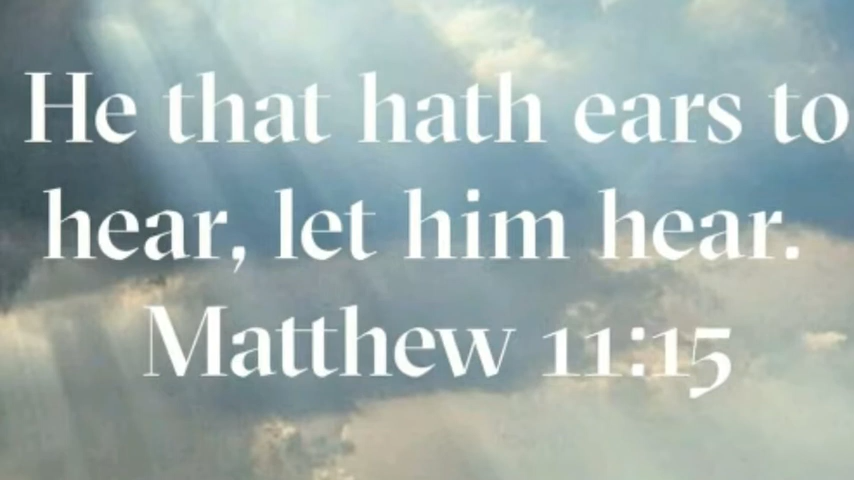 He that hath ears to
hear, let him hear.
Matthew 11:15